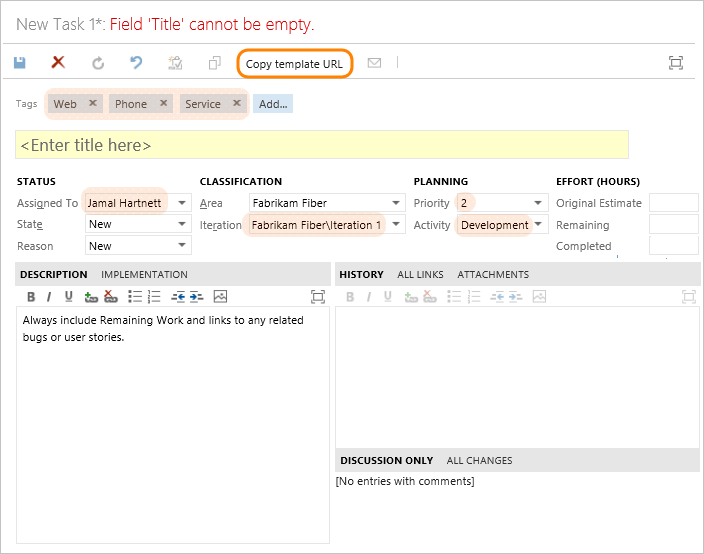 New Task 1*: Field 'Title' cannot be empty.
Copy template URL
Tags Web × Phone × Service × Add...
<Enter title here>
STATUS CLASSIFICATION PLANNING EFFORT (HOURS)
Assigned To Jamal Hartnett Area Fabrikam Fiber Priority 2 Original Estimate
State New Iteration Fabrikam Fiber\Iteration 1 Activity Development Remaining
Reason New Completed
DESCRIPTION IMPLEMENTATION HISTORY ALL LINKS ATTACHMENTS
B I U B I U
Always include Remaining Work and links to any related
bugs or user stories.
DISCUSSION ONLY ALL CHANGES
[No entries with comments]